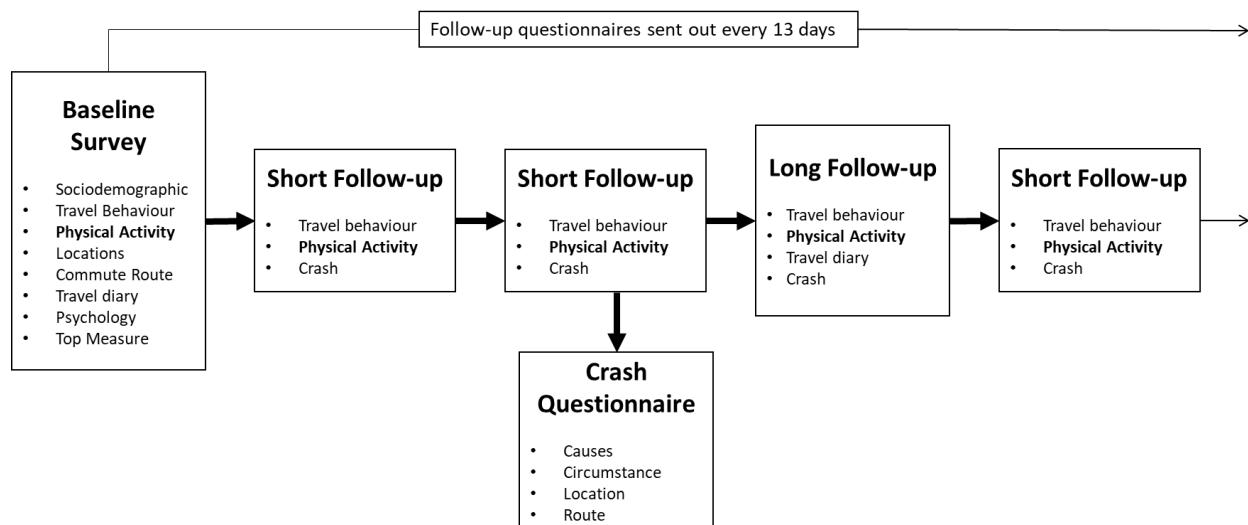 Follow-up questionnaires sent out every 13 days
Baseline
Survey
• Sociodemographic
• Travel Behaviour
• Physical Activity
• Locations
• Commute Route
• Travel diary
• Psychology
• Top Measure
Short Follow-up
• Travel behaviour
• Physical Activity
• Crash
Short Follow-up
• Travel behaviour
• Physical Activity
• Crash
Long Follow-up
• Travel behaviour
• Physical Activity
• Travel diary
• Crash
Short Follow-up
• Travel behaviour
• Physical Activity
• Crash
Crash
Questionnaire
• Causes
• Circumstance
• Location
• Route